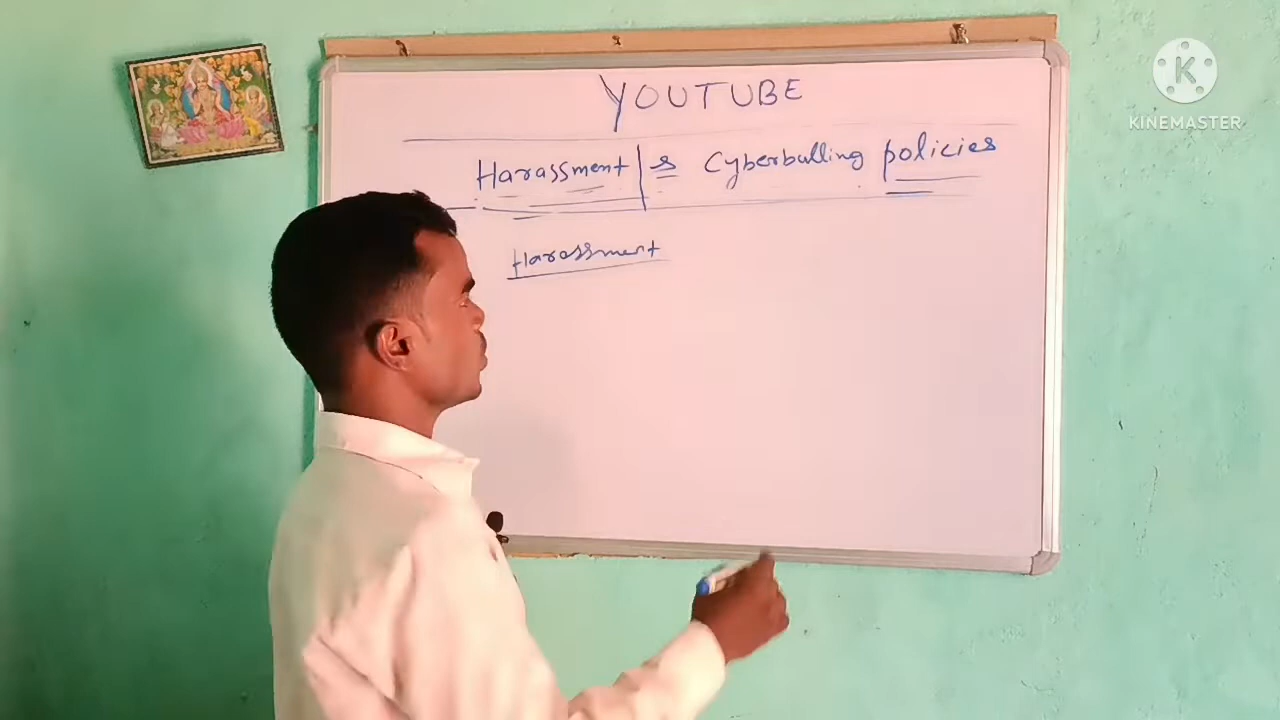 YOUTUBE
Harassment | & Cyberbulling policies
Harassment
K
KINEMASTER